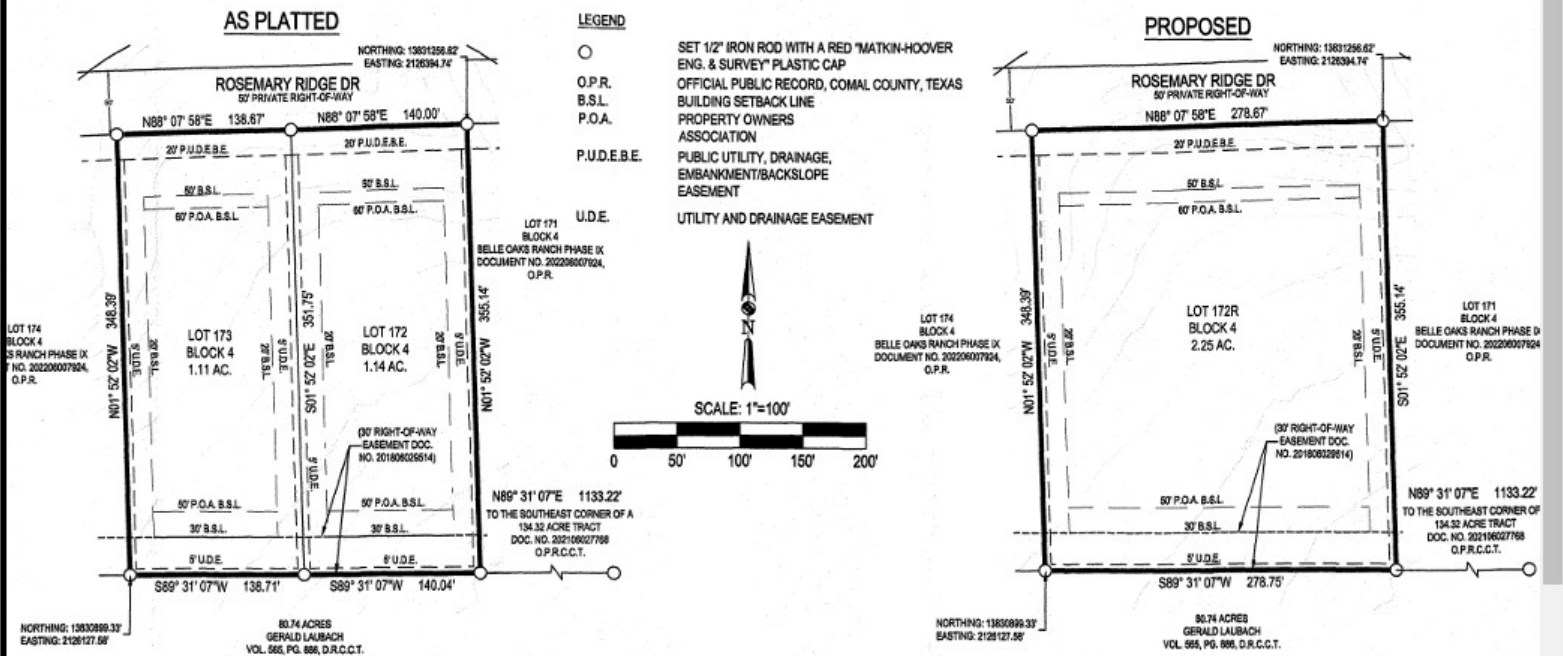 AS PLATTED
NORTHING: 13831256.62'
EASTING: 2126394.74'
ROSEMARY RIDGE DR
50' PRIVATE RIGHT-OF-WAY
N88° 07' 58"E 138.67'
N88° 07' 58"E 140.00'
20' P.U.D.E.B.E.
20' P.U.D.E.B.E.
50' B.S.L.
60' P.O.A. B.S.L.
50' B.S.L.
60' P.O.A. B.S.L.
LOT 174
BLOCK 4
S RANCH PHASE IX
T NO. 202206007924,
O.P.R.
N01° 52' 02"W 348.39'
5' U.D.E.
20' B.S.L.
LOT 173
BLOCK 4
1.11 AC.
20' B.S.L.
5' U.D.E.
S01° 52' 02"E 351.75'
5' U.D.E.
20' B.S.L.
LOT 172
BLOCK 4
1.14 AC.
20' B.S.L.
5' U.D.E.
N01° 52' 02"W 355.14'
(30' RIGHT-OF-WAY
EASEMENT DOC.
NO. 201806029514)
50' P.O.A. B.S.L.
50' P.O.A. B.S.L.
30' B.S.L.
30' B.S.L.
5' U.D.E.
5' U.D.E.
S89° 31' 07"W 138.71'
S89° 31' 07"W 140.04'
NORTHING: 13830899.33'
EASTING: 2126127.58'
80.74 ACRES
GERALD LAUBACH
VOL. 565, PG. 886, D.R.C.C.T.
LOT 171
BLOCK 4
BELLE OAKS RANCH PHASE IX
DOCUMENT NO. 202206007924,
O.P.R.
N89° 31' 07"E 1133.22'
TO THE SOUTHEAST CORNER OF A
134.32 ACRE TRACT
DOC. NO. 202106027768
O.P.R.C.C.T.
LEGEND
SET 1/2" IRON ROD WITH A RED "MATKIN-HOOVER
ENG. & SURVEY" PLASTIC CAP
O.P.R. OFFICIAL PUBLIC RECORD, COMAL COUNTY, TEXAS
B.S.L. BUILDING SETBACK LINE
P.O.A. PROPERTY OWNERS
ASSOCIATION
P.U.D.E.B.E. PUBLIC UTILITY, DRAINAGE,
EMBANKMENT/BACKSLOPE
EASEMENT
U.D.E. UTILITY AND DRAINAGE EASEMENT
N
SCALE: 1"=100'
0 50' 100' 150' 200'
PROPOSED
NORTHING: 13831256.62'
EASTING: 2126394.74'
ROSEMARY RIDGE DR
50' PRIVATE RIGHT-OF-WAY
N88° 07' 58"E 278.67'
20' P.U.D.E.B.E.
50' B.S.L.
60' P.O.A. B.S.L.
LOT 174
BLOCK 4
BELLE OAKS RANCH PHASE IX
DOCUMENT NO. 202206007924,
O.P.R.
N01° 52' 02"W 348.39'
5' U.D.E.
20' B.S.L.
LOT 172R
BLOCK 4
2.25 AC.
20' B.S.L.
5' U.D.E.
S01° 52' 02"E 355.14'
LOT 171
BLOCK 4
BELLE OAKS RANCH PHASE IX
DOCUMENT NO. 202206007924
O.P.R.
(30' RIGHT-OF-WAY
EASEMENT DOC.
NO. 201806029514)
50' P.O.A. B.S.L.
30' B.S.L.
5' U.D.E.
S89° 31' 07"W 278.75'
N89° 31' 07"E 1133.22'
TO THE SOUTHEAST CORNER OF
134.32 ACRE TRACT
DOC. NO. 202106027768
O.P.R.C.C.T.
NORTHING: 13830899.33'
EASTING: 2126127.58'
80.74 ACRES
GERALD LAUBACH
VOL. 565, PG. 886, D.R.C.C.T.